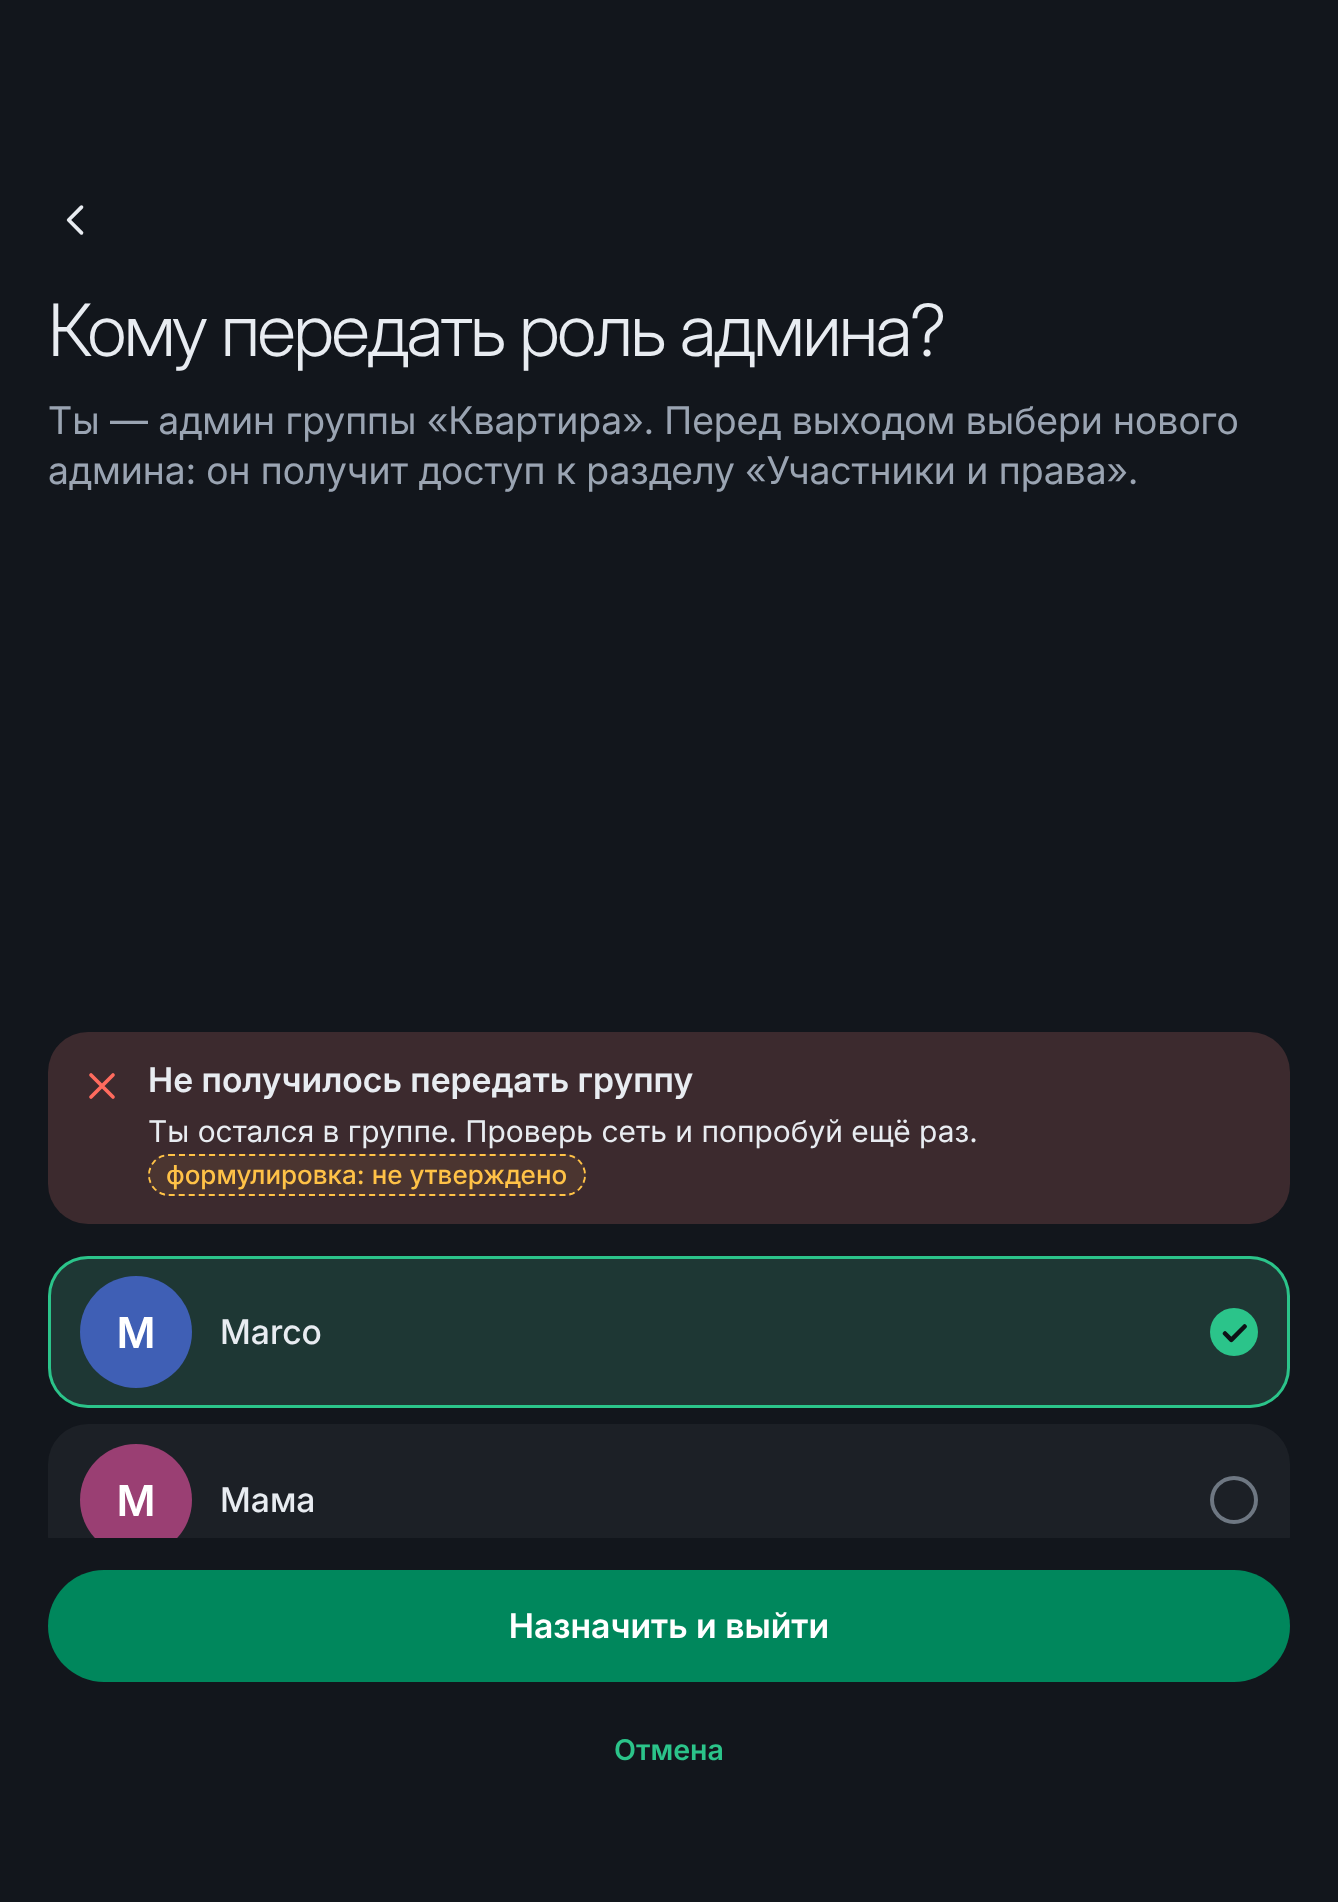 Кому передать роль админа?
Ты — админ группы «Квартира». Перед выходом выбери нового
админа: он получит доступ к разделу «Участники и права».
Не получилось передать группу
Ты остался в группе. Проверь сеть и попробуй ещё раз.
формулировка: не утверждено
M
Marco
М
Мама
Назначить и выйти
Отмена